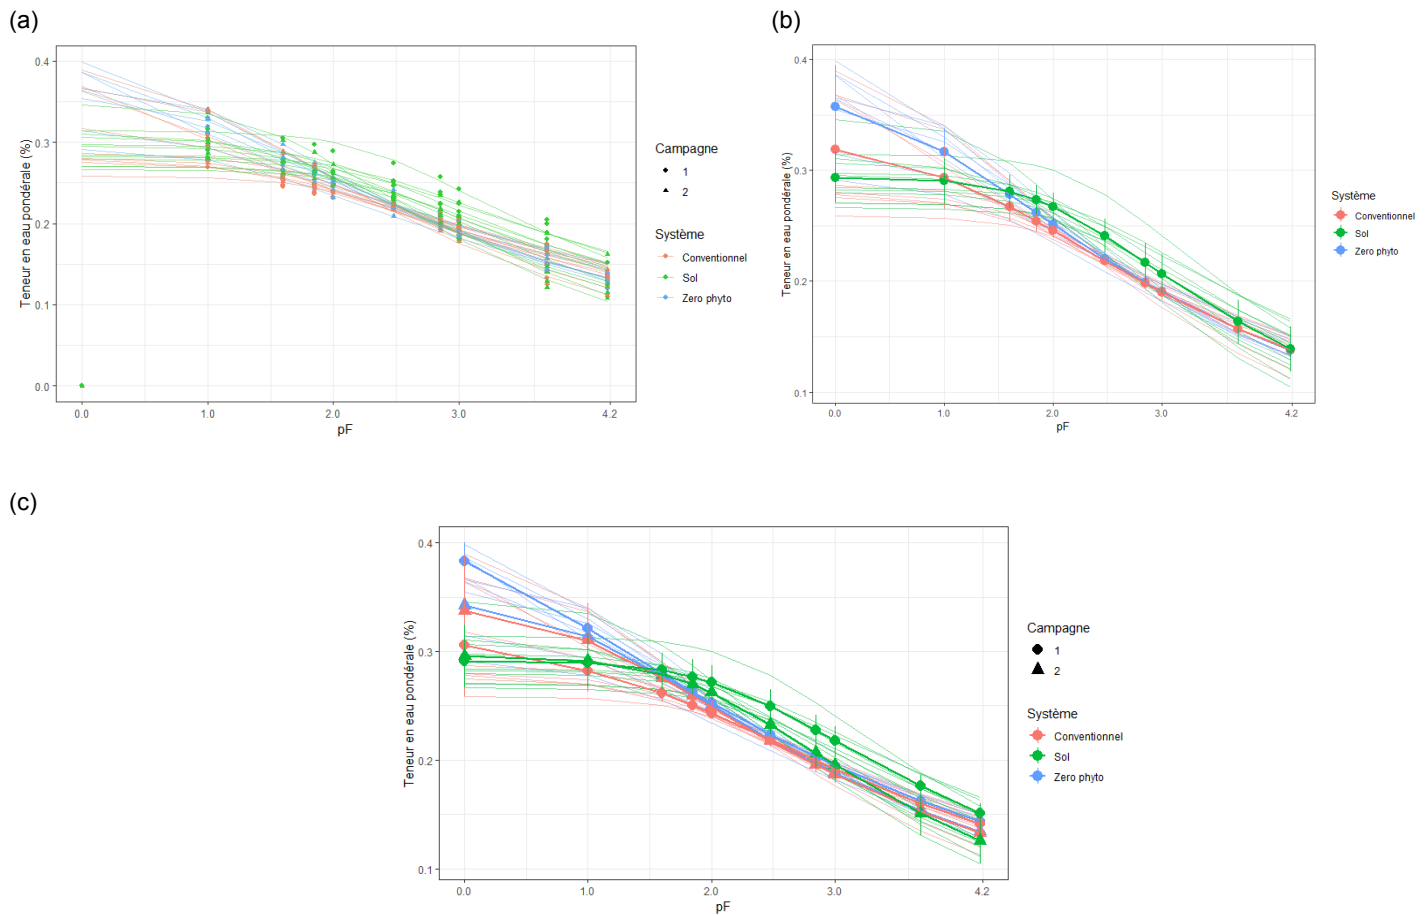 (a)
0.4
0.3
0.2
0.1
0.0
Teneur en eau pondérale (%)
0.0 1.0 2.0 3.0 4.2
pF
Campagne
1
2
Système
Conventionnel
Sol
Zero phyto
(b)
0.4
0.3
0.2
0.1
Teneur en eau pondérale (%)
0.0 1.0 2.0 3.0 4.2
pF
Système
Conventionnel
Sol
Zero phyto
(c)
0.4
0.3
0.2
0.1
Teneur en eau pondérale (%)
0.0 1.0 2.0 3.0 4.2
pF
Campagne
1
2
Système
Conventionnel
Sol
Zero phyto